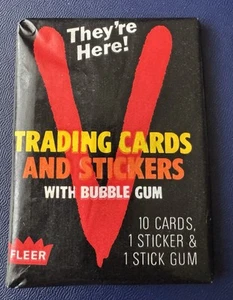 They're
Here!
V
TRADING CARDS
AND STICKERS
WITH BUBBLE GUM
10 CARDS,
1 STICKER &
1 STICK GUM
FLEER